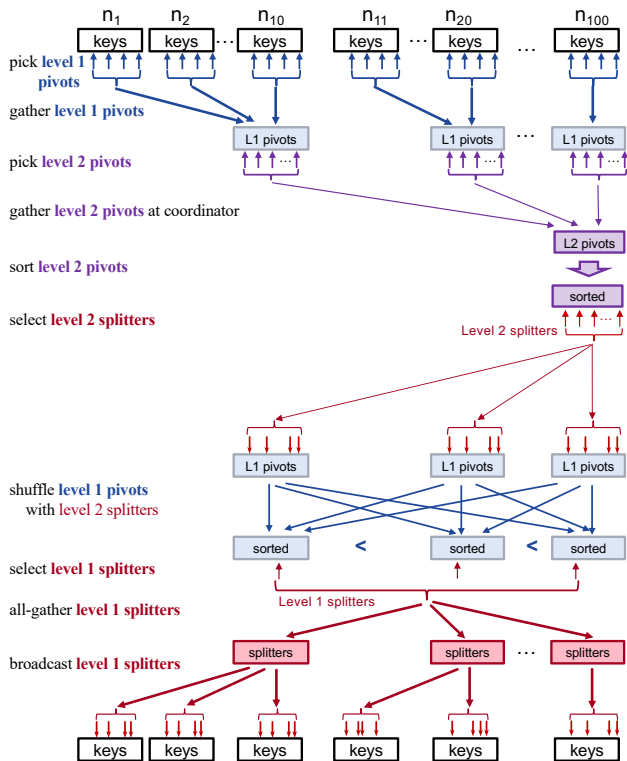 n1 n2 n10 n11 n20 n100
keys keys ... keys keys ... keys ... keys
pick level 1
pivots
gather level 1 pivots
L1 pivots L1 pivots ... L1 pivots
pick level 2 pivots
... ... ...
gather level 2 pivots at coordinator
L2 pivots
sort level 2 pivots
sorted
select level 2 splitters
...
Level 2 splitters
L1 pivots L1 pivots L1 pivots
shuffle level 1 pivots
with level 2 splitters
sorted < sorted < sorted
select level 1 splitters
Level 1 splitters
all-gather level 1 splitters
splitters splitters ... splitters
broadcast level 1 splitters
keys keys keys keys keys keys